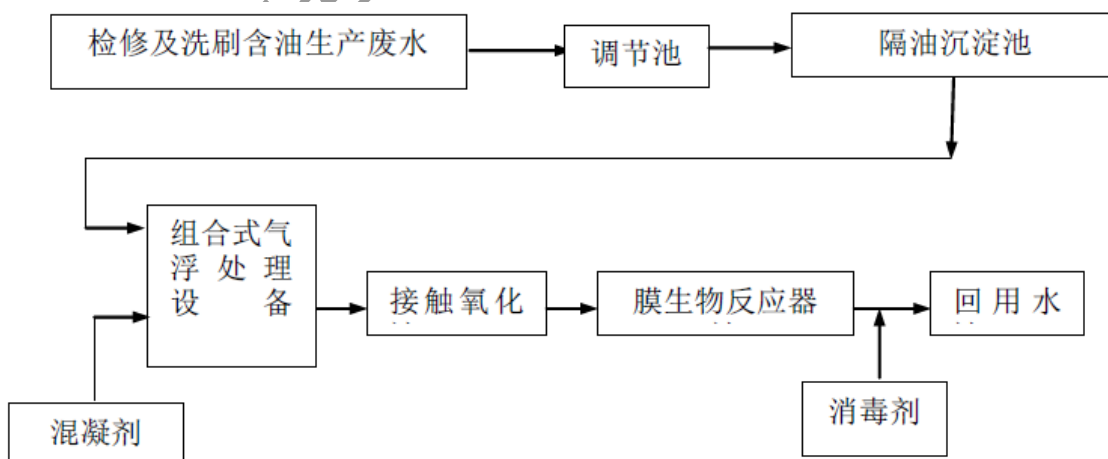 检修及洗刷含油生产废水
调节池
隔油沉淀池
组合式气
浮处理
设备
接触氧化
膜生物反应器
回用水
混凝剂
消毒剂